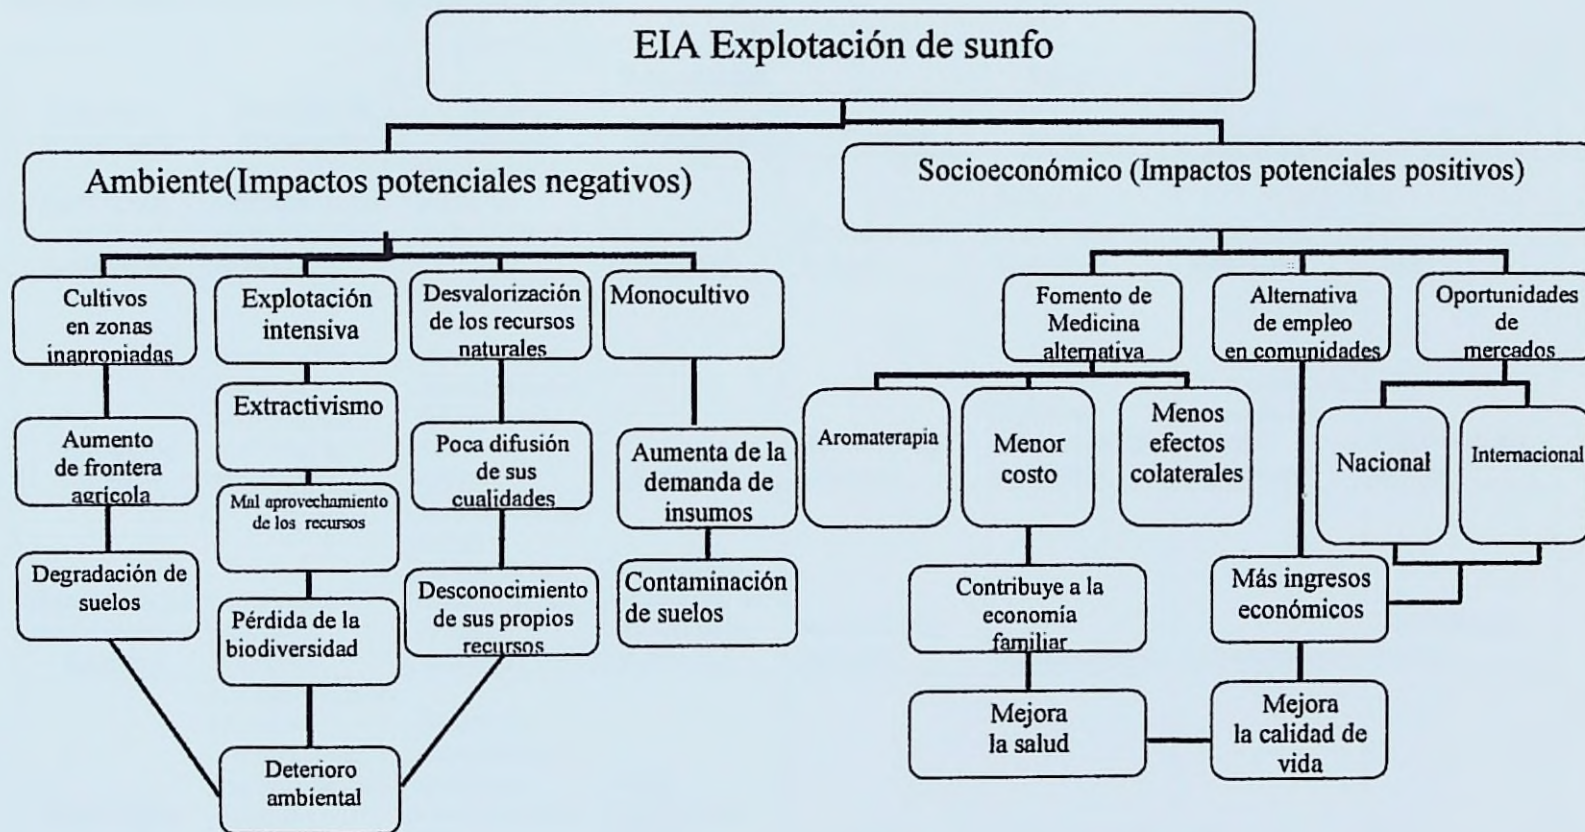 EIA Explotación de sunfo
Ambiente(Impactos potenciales negativos)
Socioeconómico (Impactos potenciales positivos)
Cultivos
en zonas
inapropiadas
Explotación
intensiva
Desvalorización
de los recursos
naturales
Monocultivo
Fomento de
Medicina
alternativa
Alternativa
de empleo
en comunidades
Oportunidades
de
mercados
Aumento
de frontera
agrícola
Extractivismo
Poca difusión
de sus
cualidades
Aumenta de la
demanda de
insumos
Aromaterapia
Menor
costo
Menos
efectos
colaterales
Nacional
Internacional
Mal aprovechamiento
de los recursos
Degradación de
suelos
Pérdida de la
biodiversidad
Desconocimiento
de sus propios
recursos
Contaminación
de suelos
Contribuye a la
economía
familiar
Más ingresos
económicos
Deterioro
ambiental
Mejora
la salud
Mejora
la calidad de
vida